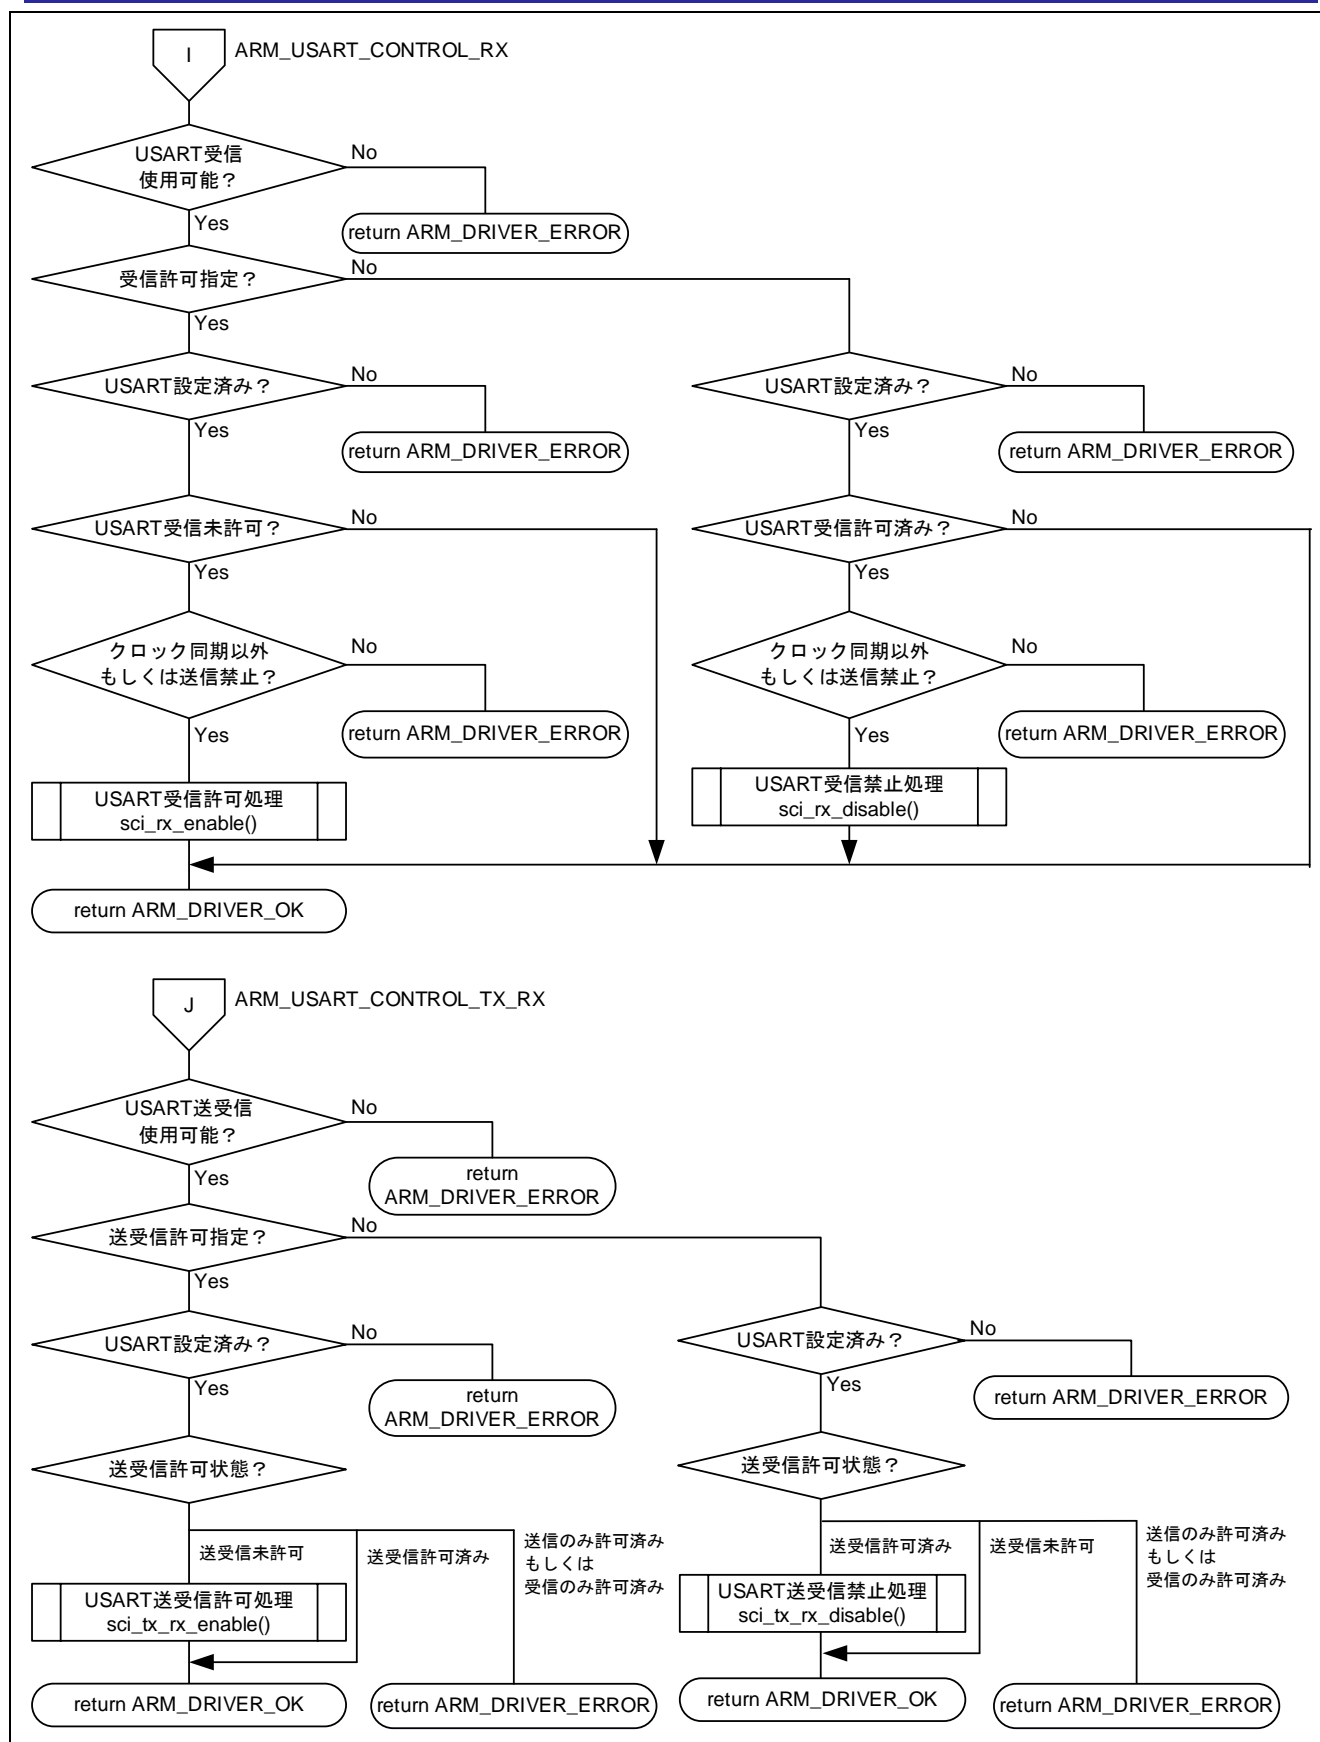 I
ARM_USART_CONTROL_RX
USART受信
使用可能？
No
Yes
return ARM_DRIVER_ERROR
受信許可指定？
No
Yes
USART設定済み？
No
Yes
return ARM_DRIVER_ERROR
USART設定済み？
No
Yes
return ARM_DRIVER_ERROR
USART受信未許可？
No
Yes
USART受信許可済み？
No
Yes
クロック同期以外
もしくは送信禁止？
No
Yes
return ARM_DRIVER_ERROR
クロック同期以外
もしくは送信禁止？
No
Yes
return ARM_DRIVER_ERROR
USART受信許可処理
sci_rx_enable()
USART受信禁止処理
sci_rx_disable()
return ARM_DRIVER_OK
J
ARM_USART_CONTROL_TX_RX
USART送受信
使用可能？
No
Yes
return
ARM_DRIVER_ERROR
送受信許可指定？
No
Yes
USART設定済み？
No
Yes
return
ARM_DRIVER_ERROR
USART設定済み？
No
Yes
return ARM_DRIVER_ERROR
送受信許可状態？
送受信許可状態？
送受信未許可
送受信許可済み
送信のみ許可済み
もしくは
受信のみ許可済み
送受信許可済み
送受信未許可
送信のみ許可済み
もしくは
受信のみ許可済み
USART送受信許可処理
sci_tx_rx_enable()
USART送受信禁止処理
sci_tx_rx_disable()
return ARM_DRIVER_OK
return ARM_DRIVER_ERROR
return ARM_DRIVER_OK
return ARM_DRIVER_ERROR